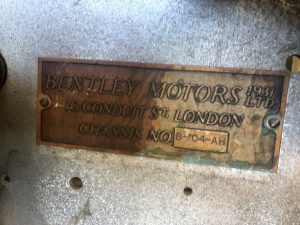 BENTLEY MOTORS 1931 LTD.
16 CONDUIT ST. LONDON
CHASSIS NO. B-104-AH